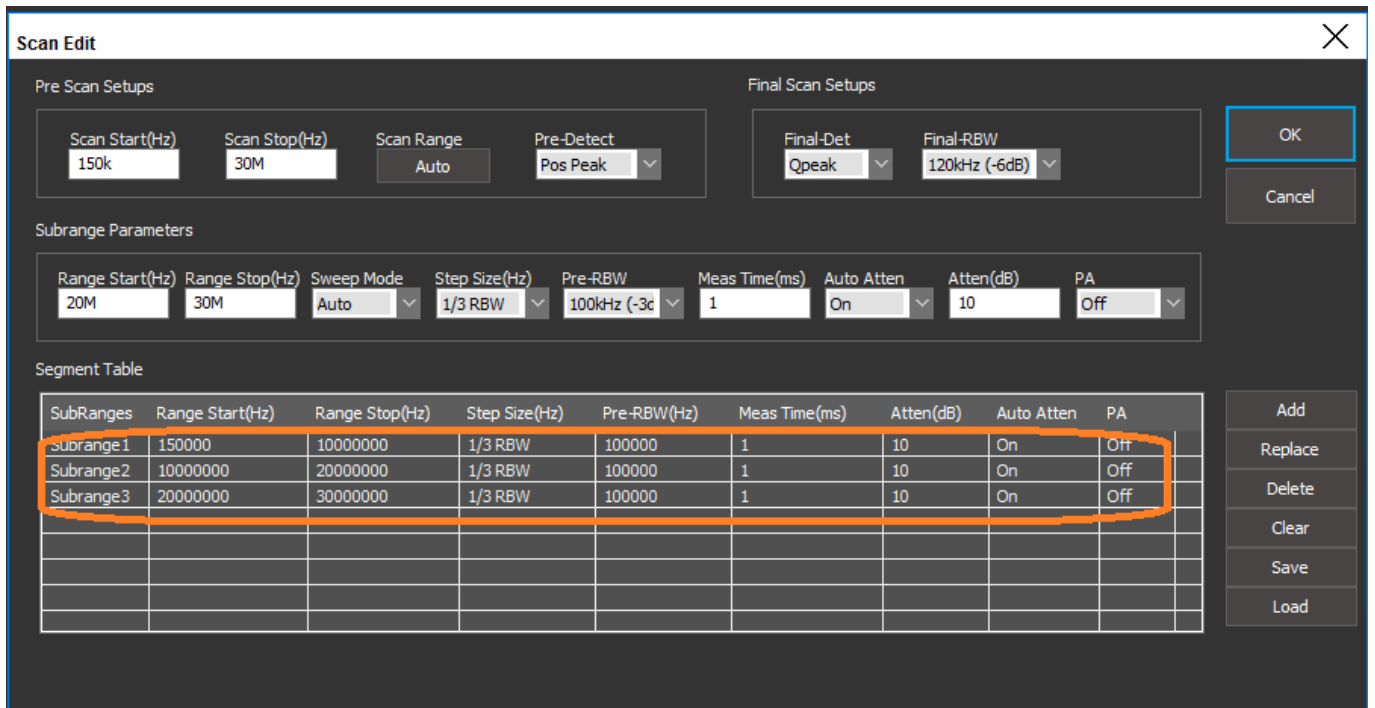 Scan Edit
Pre Scan Setups
Final Scan Setups
Scan Start(Hz) Scan Stop(Hz) Scan Range Pre-Detect
150k 30M Auto Pos Peak
Final-Det Final-RBW
Qpeak 120kHz (-6dB)
OK
Cancel
Subrange Parameters
Range Start(Hz) Range Stop(Hz) Sweep Mode Step Size(Hz) Pre-RBW Meas Time(ms) Auto Atten Atten(dB) PA
20M 30M Auto 1/3 RBW 100kHz (-3d 1 On 10 Off
Segment Table
SubRanges Range Start(Hz) Range Stop(Hz) Step Size(Hz) Pre-RBW(Hz) Meas Time(ms) Atten(dB) Auto Atten PA
Subrange1 150000 10000000 1/3 RBW 100000 1 10 On Off
Subrange2 10000000 20000000 1/3 RBW 100000 1 10 On Off
Subrange3 20000000 30000000 1/3 RBW 100000 1 10 On Off
Add
Replace
Delete
Clear
Save
Load